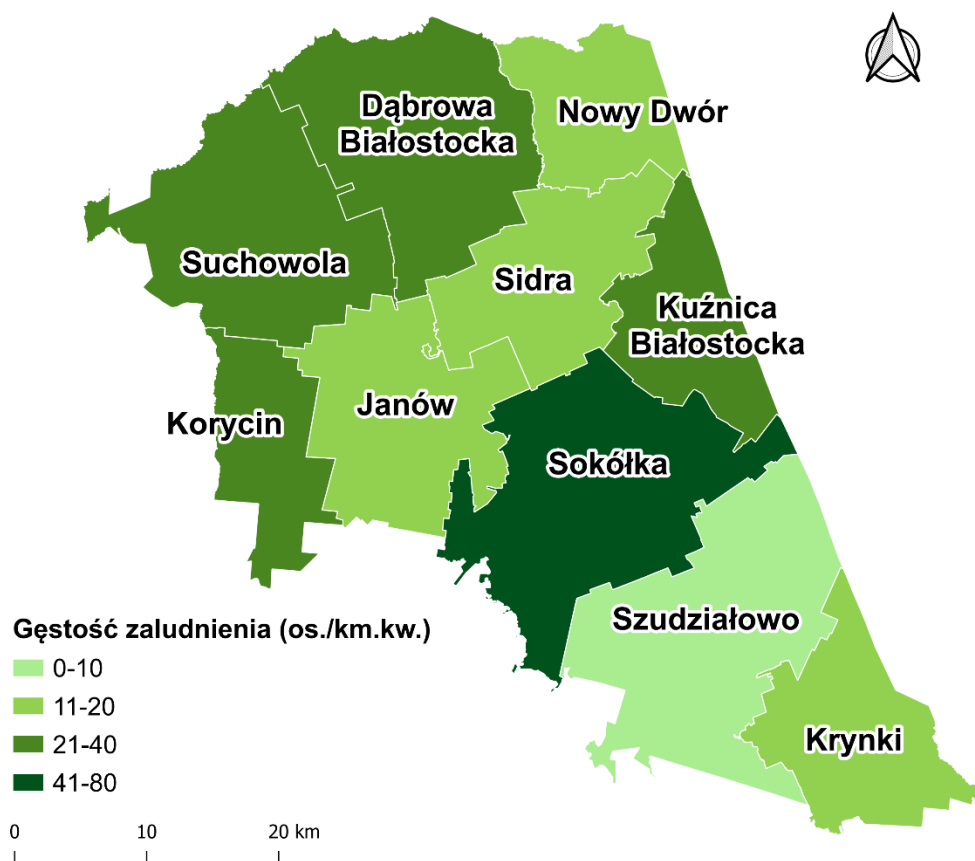 Dąbrowa
Białostocka
Nowy Dwór
Suchowola
Sidra
Kuźnica
Białostocka
Korycin
Janów
Sokółka
Szudziałowo
Krynki
Gęstość zaludnienia (os./km.kw.)
0-10
11-20
21-40
41-80
0 10 20 km